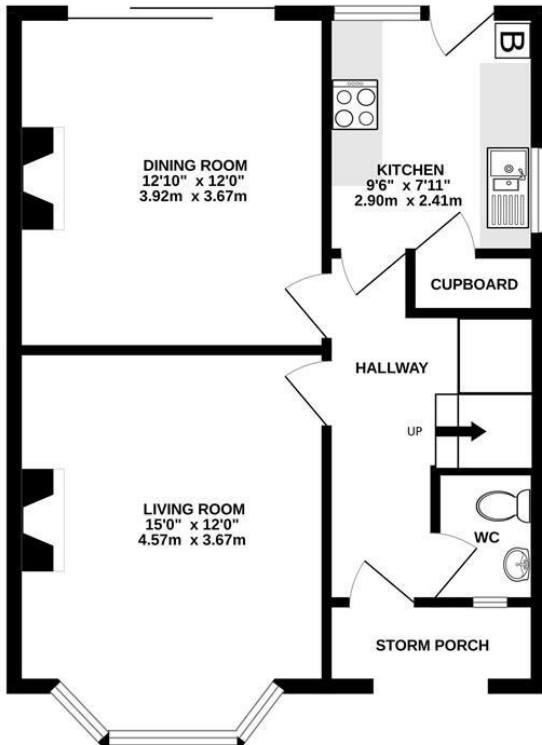 B
DINING ROOM
12'10" x 12'0"
3.92m x 3.67m
KITCHEN
9'6" x 7'11"
2.90m x 2.41m
CUPBOARD
HALLWAY
UP
LIVING ROOM
15'0" x 12'0"
4.57m x 3.67m
WC
STORM PORCH